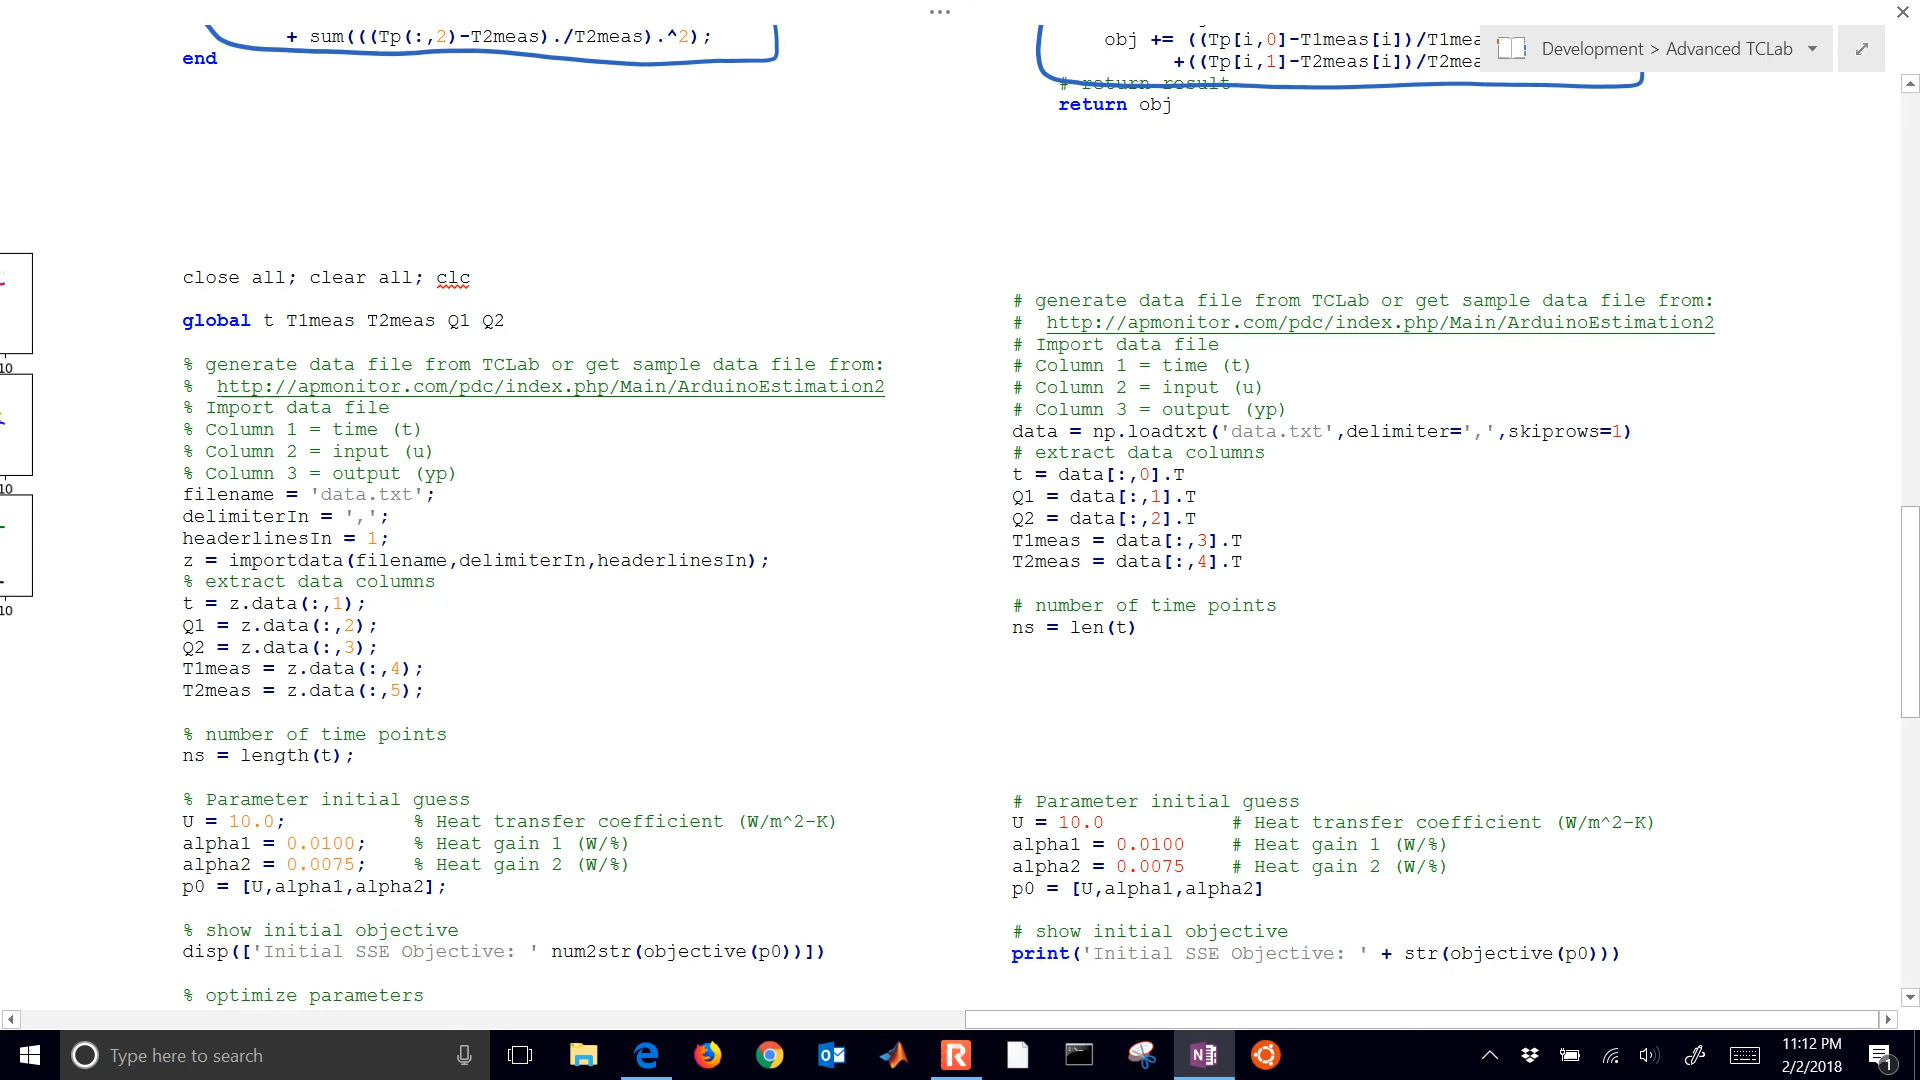 + sum(((Tp(:,2)-T2meas)./T2meas).^2);
end
close all; clear all; clc
global t T1meas T2meas Q1 Q2
% generate data file from TCLab or get sample data file from:
% http://apmonitor.com/pdc/index.php/Main/ArduinoEstimation2
% Import data file
% Column 1 = time (t)
% Column 2 = input (u)
% Column 3 = output (yp)
filename = 'data.txt';
delimiterIn = ',';
headerlinesIn = 1;
z = importdata(filename,delimiterIn,headerlinesIn);
% extract data columns
t = z.data(:,1);
Q1 = z.data(:,2);
Q2 = z.data(:,3);
T1meas = z.data(:,4);
T2meas = z.data(:,5);
% number of time points
ns = length(t);
% Parameter initial guess
U = 10.0; % Heat transfer coefficient (W/m^2-K)
alpha1 = 0.0100; % Heat gain 1 (W/%)
alpha2 = 0.0075; % Heat gain 2 (W/%)
p0 = [U,alpha1,alpha2];
% show initial objective
disp(['Initial SSE Objective: ' num2str(objective(p0))])
% optimize parameters
obj += ((Tp[i,0]-T1meas[i])/T1mea
+((Tp[i,1]-T2meas[i])/T2mea
# return result
return obj
Development > Advanced TCLab
# generate data file from TCLab or get sample data file from:
# http://apmonitor.com/pdc/index.php/Main/ArduinoEstimation2
# Import data file
# Column 1 = time (t)
# Column 2 = input (u)
# Column 3 = output (yp)
data = np.loadtxt('data.txt',delimiter=',',skiprows=1)
# extract data columns
t = data[:,0].T
Q1 = data[:,1].T
Q2 = data[:,2].T
T1meas = data[:,3].T
T2meas = data[:,4].T
# number of time points
ns = len(t)
# Parameter initial guess
U = 10.0 # Heat transfer coefficient (W/m^2-K)
alpha1 = 0.0100 # Heat gain 1 (W/%)
alpha2 = 0.0075 # Heat gain 2 (W/%)
p0 = [U,alpha1,alpha2]
# show initial objective
print('Initial SSE Objective: ' + str(objective(p0)))
10
10
10
Type here to search
11:12 PM
2/2/2018
1